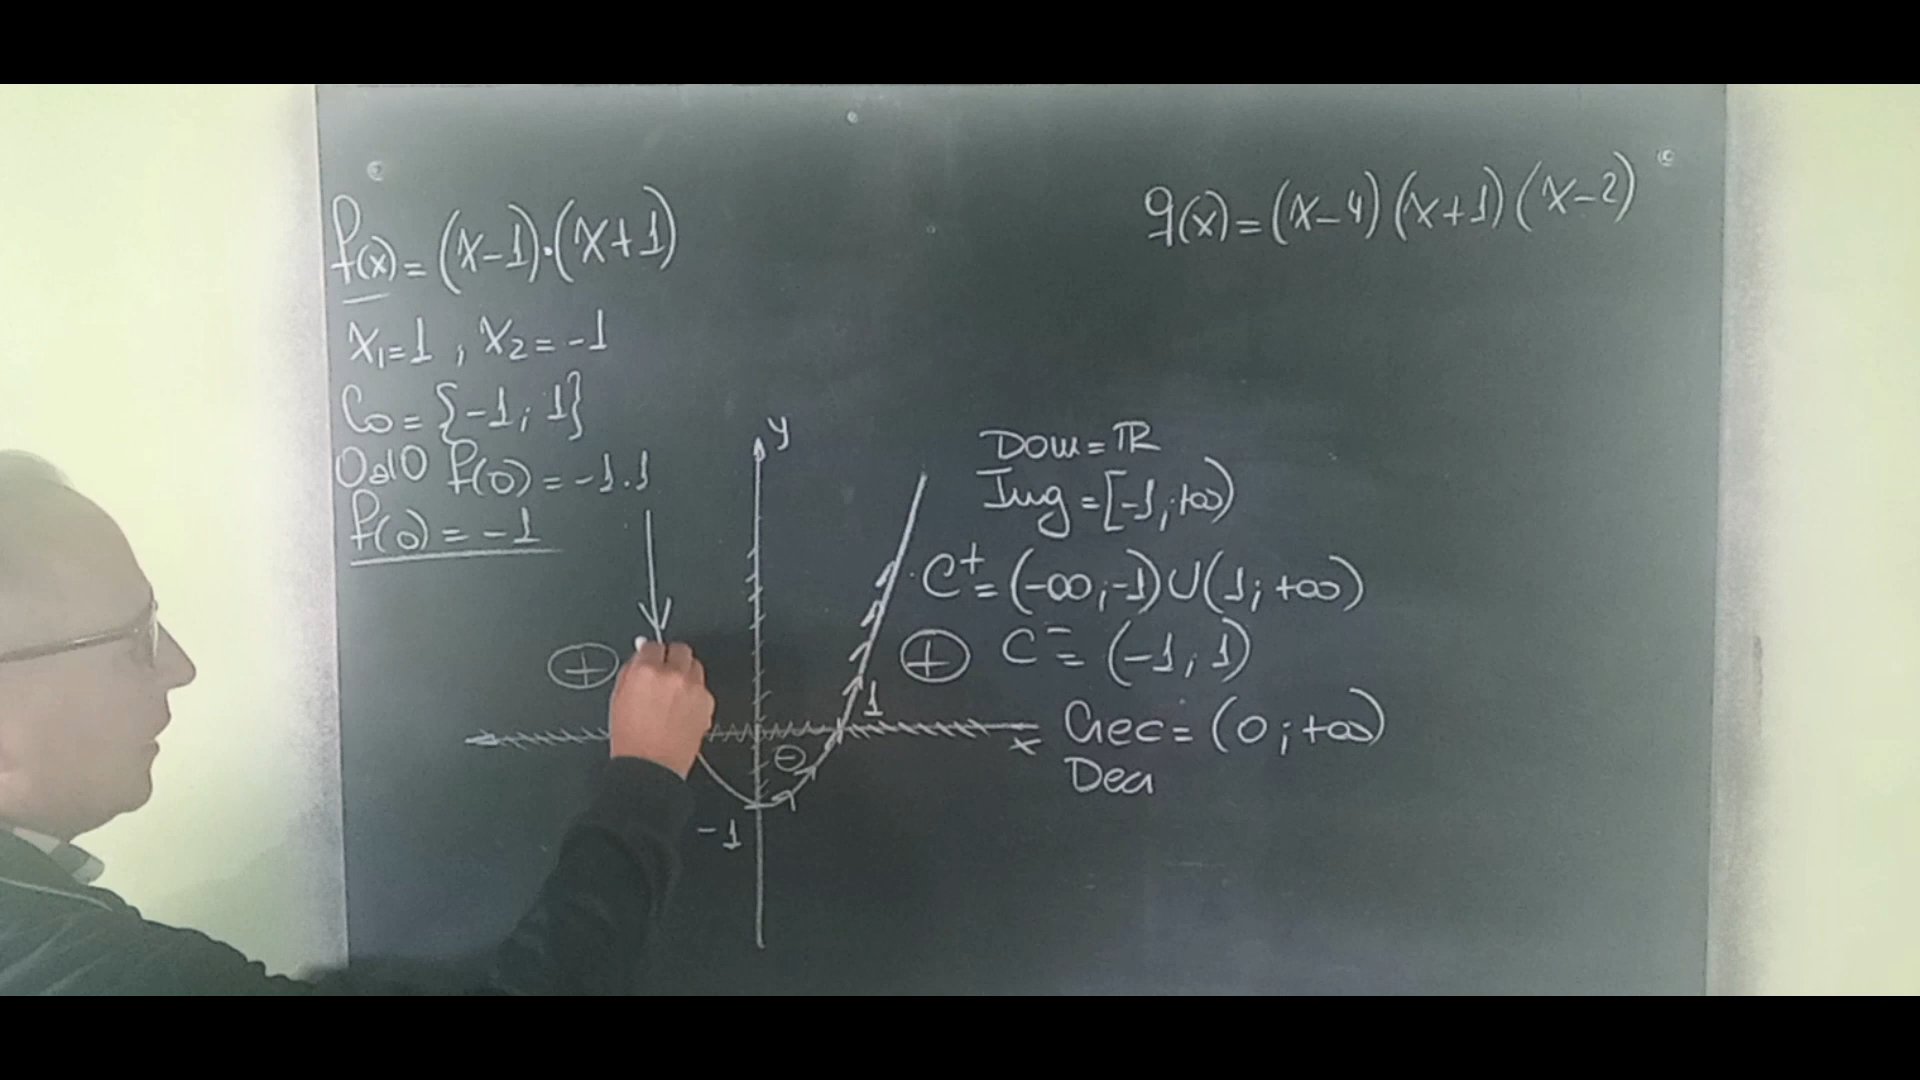 f(x) = (x-1)·(x+1)
x₁=1 , x₂=-1
C₀ = {-1; 1}
OalO f(0) = -1.1
f(0) = -1
q(x) = (x-4)(x+1)(x-2)
y
Dom = ℝ
Img = [-1; +∞)
C⁺ = (-∞; -1) ∪ (1; +∞)
C⁻ = (-1; 1)
Crec = (0; +∞)
Decr
+
+
-
1
x
-1